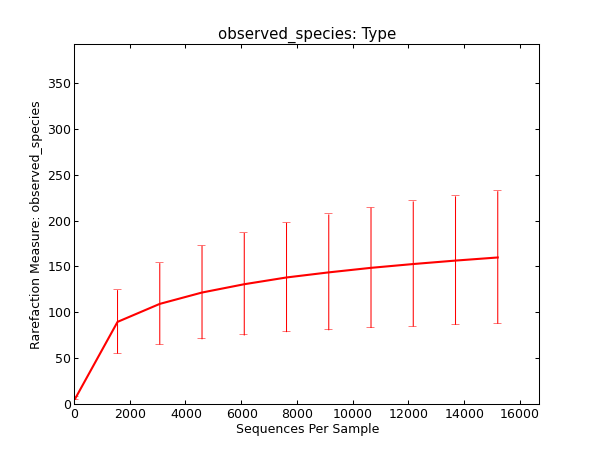 observed_species: Type
Rarefaction Measure: observed_species
350
300
250
200
150
100
50
0
0 2000 4000 6000 8000 10000 12000 14000 16000
Sequences Per Sample